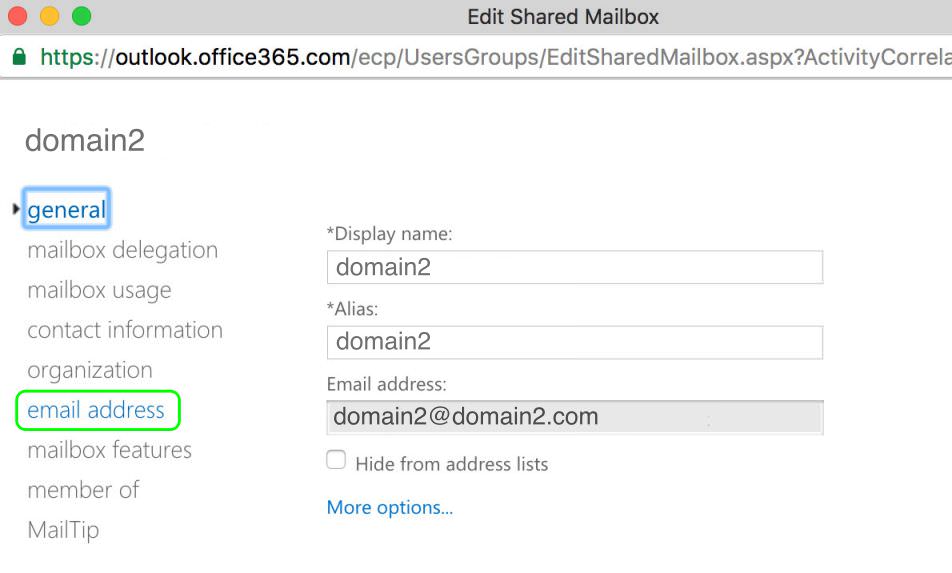 Edit Shared Mailbox
https://outlook.office365.com/ecp/UsersGroups/EditSharedMailbox.aspx?ActivityCorrela
domain2
general
mailbox delegation
mailbox usage
contact information
organization
email address
mailbox features
member of
MailTip
*Display name:
domain2
*Alias:
domain2
Email address:
domain2@domain2.com
Hide from address lists
More options...